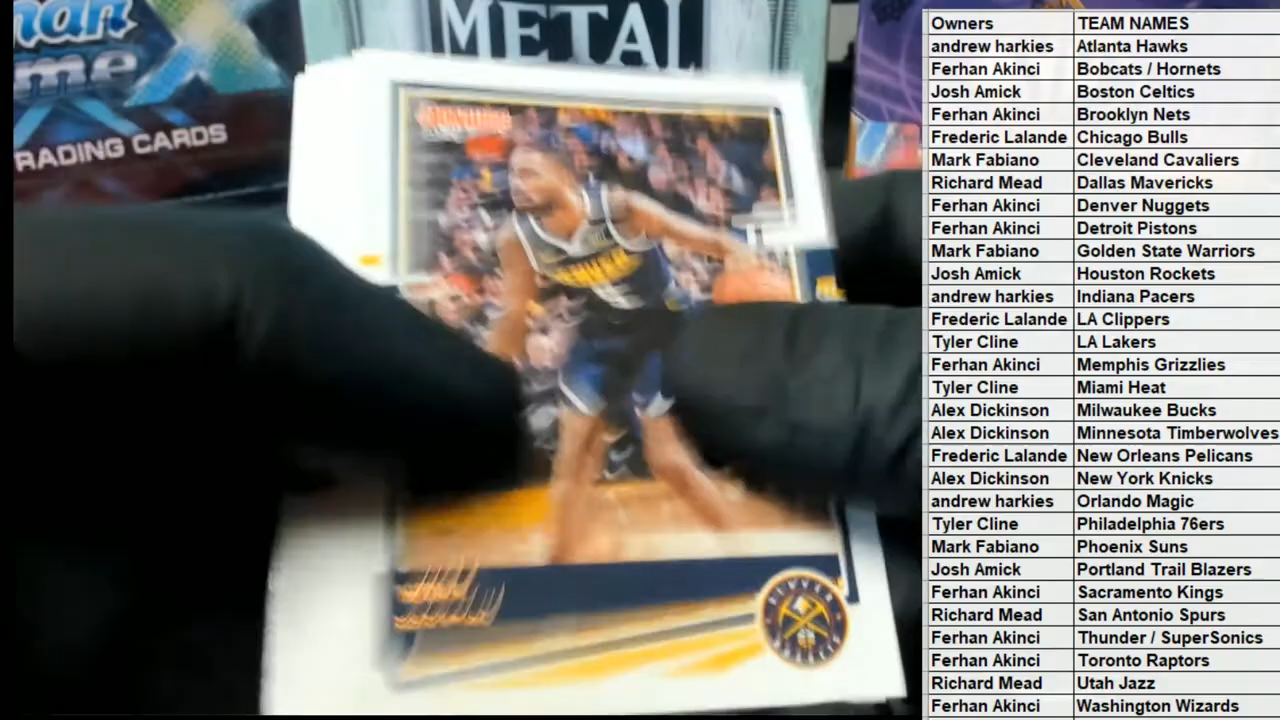 METAL
RADING CARDS
Owners TEAM NAMES
andrew harkies Atlanta Hawks
Ferhan Akinci Bobcats / Hornets
Josh Amick Boston Celtics
Ferhan Akinci Brooklyn Nets
Frederic Lalande Chicago Bulls
Mark Fabiano Cleveland Cavaliers
Richard Mead Dallas Mavericks
Ferhan Akinci Denver Nuggets
Ferhan Akinci Detroit Pistons
Mark Fabiano Golden State Warriors
Josh Amick Houston Rockets
andrew harkies Indiana Pacers
Frederic Lalande LA Clippers
Tyler Cline LA Lakers
Ferhan Akinci Memphis Grizzlies
Tyler Cline Miami Heat
Alex Dickinson Milwaukee Bucks
Alex Dickinson Minnesota Timberwolves
Frederic Lalande New Orleans Pelicans
Alex Dickinson New York Knicks
andrew harkies Orlando Magic
Tyler Cline Philadelphia 76ers
Mark Fabiano Phoenix Suns
Josh Amick Portland Trail Blazers
Ferhan Akinci Sacramento Kings
Richard Mead San Antonio Spurs
Ferhan Akinci Thunder / SuperSonics
Ferhan Akinci Toronto Raptors
Richard Mead Utah Jazz
Ferhan Akinci Washington Wizards